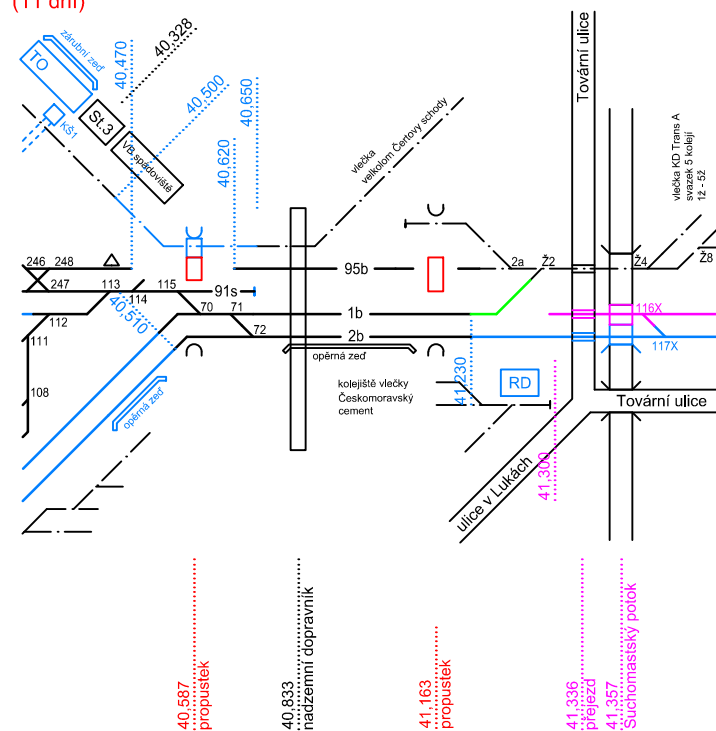 (11 dní)
zárubní zeď
TO
KŠ1
St.3
VB spádoviště
40,328
40,470
40,500
40,650
40,620
vlečka
velkolom Čertovy schody
Tovární ulice
vlečka KD Trans A
svazek 5 kolejí
1ž - 5ž
246
248
247
113
114
115
91s
95b
2a
Ž2
Ž4
Ž8
112
111
40,510
70
71
72
1b
2b
116X
117X
opěrná zeď
108
opěrná zeď
kolejiště vlečky
Českomoravský
cement
41,230
RD
41,300
Tovární ulice
ulice v Lukách
40,587
propustek
40,833
nadzemní dopravník
41,163
propustek
41,336
přejezd
41,357
Suchomastský potok